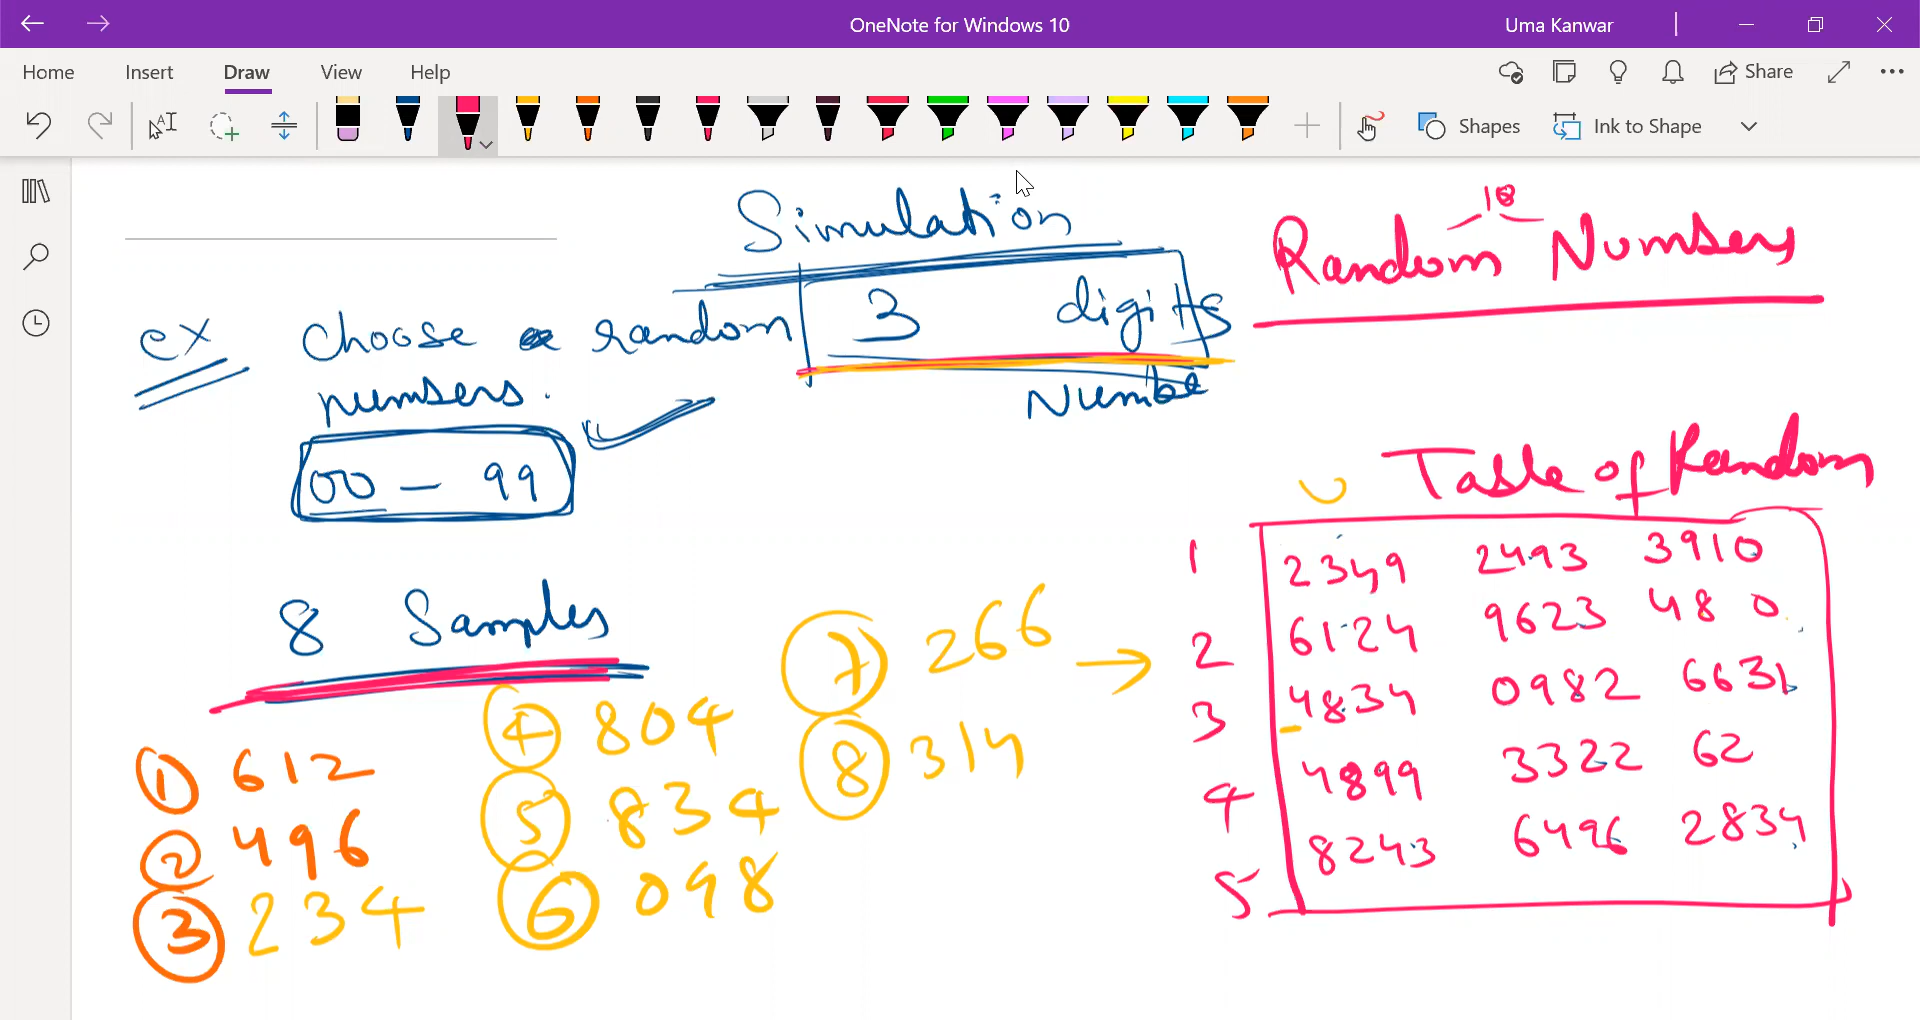 OneNote for Windows 10
Uma Kanwar
Home Insert Draw View Help
Share
Shapes Ink to Shape
Simulation
ex choose random 3 digits
numbers. Number
00 - 99
8 Samples
① 612
② 496
③ 234
④ 804
⑤ 834
⑥ 098
⑦ 266 →
⑧ 314
10
Random Numbers
Table of Random
1 2349 2493 3910
2 6124 9623 48 0
3 4834 0982 6631
4 4899 3322 62
5 8243 6496 2834